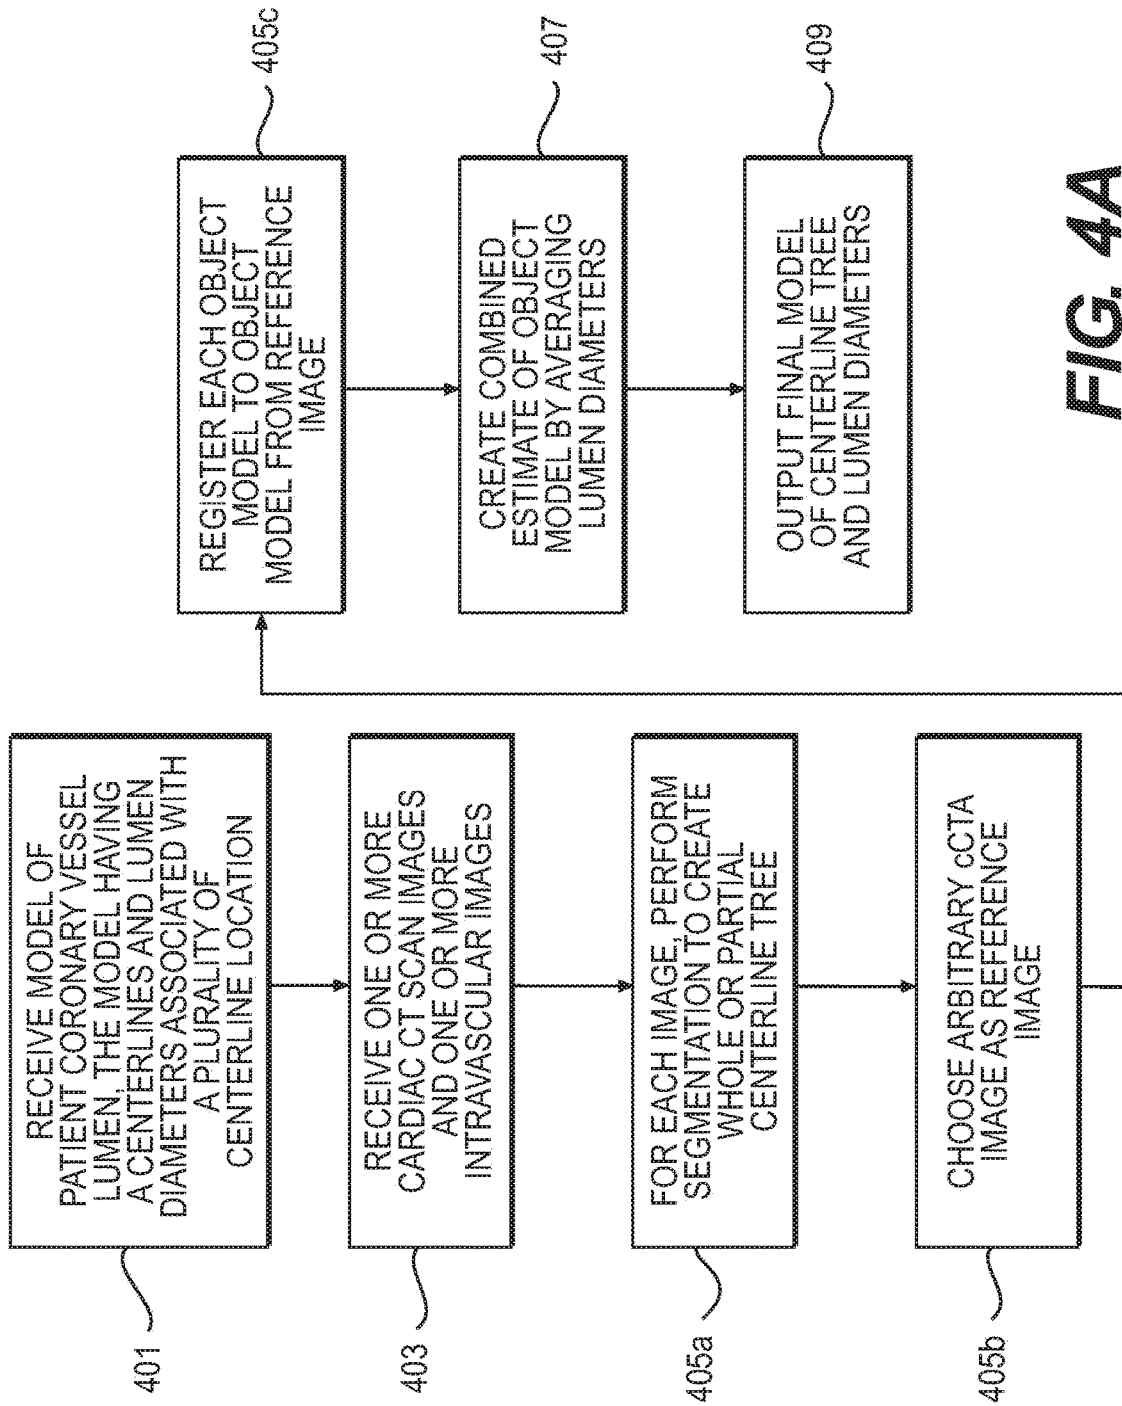 RECEIVE MODEL OF
PATIENT CORONARY VESSEL
LUMEN, THE MODEL HAVING
A CENTERLINES AND LUMEN
DIAMETERS ASSOCIATED WITH
A PLURALITY OF
CENTERLINE LOCATION
401
RECEIVE ONE OR MORE
CARDIAC CT SCAN IMAGES
AND ONE OR MORE
INTRAVASCULAR IMAGES
403
FOR EACH IMAGE, PERFORM
SEGMENTATION TO CREATE
WHOLE OR PARTIAL
CENTERLINE TREE
405a
CHOOSE ARBITRARY cCTA
IMAGE AS REFERENCE
IMAGE
405b
REGISTER EACH OBJECT
MODEL TO OBJECT
MODEL FROM REFERENCE
IMAGE
405c
CREATE COMBINED
ESTIMATE OF OBJECT
MODEL BY AVERAGING
LUMEN DIAMETERS
407
OUTPUT FINAL MODEL
OF CENTERLINE TREE
AND LUMEN DIAMETERS
409
FIG. 4A